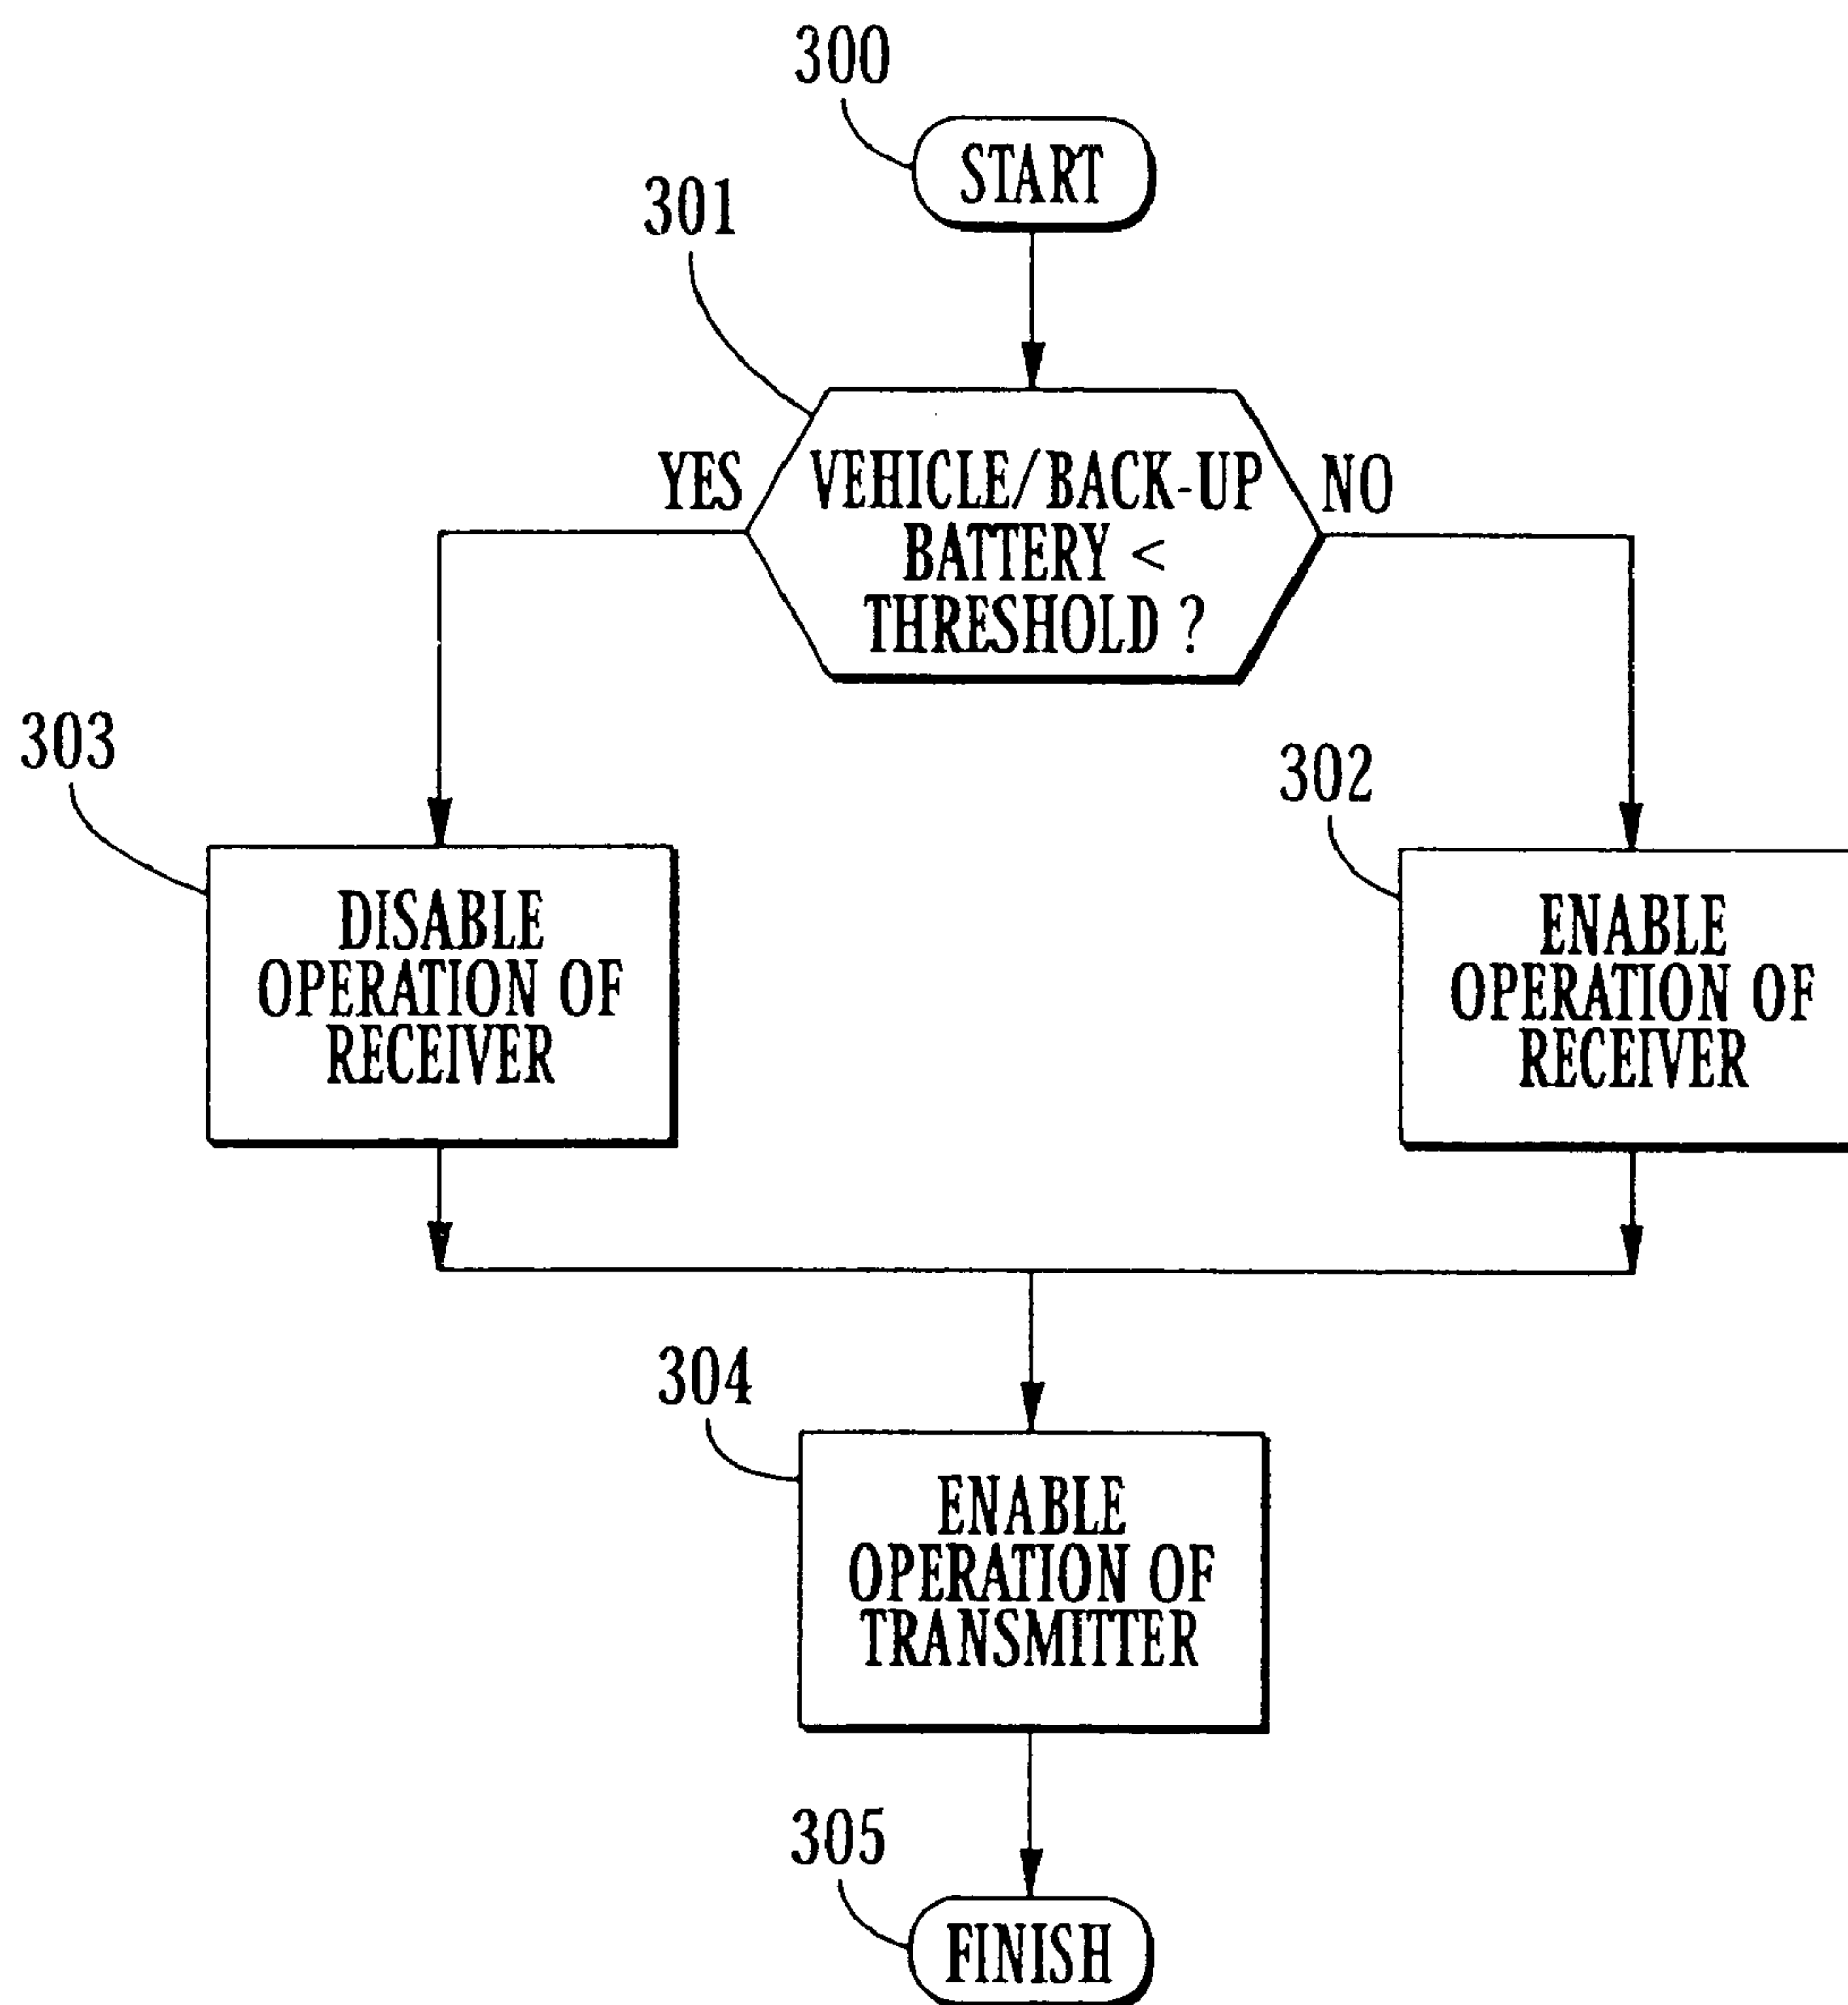 300
START
301
YES
VEHICLE/BACK-UP
BATTERY <
THRESHOLD ?
NO
303
DISABLE
OPERATION OF
RECEIVER
302
ENABLE
OPERATION OF
RECEIVER
304
ENABLE
OPERATION OF
TRANSMITTER
305
FINISH